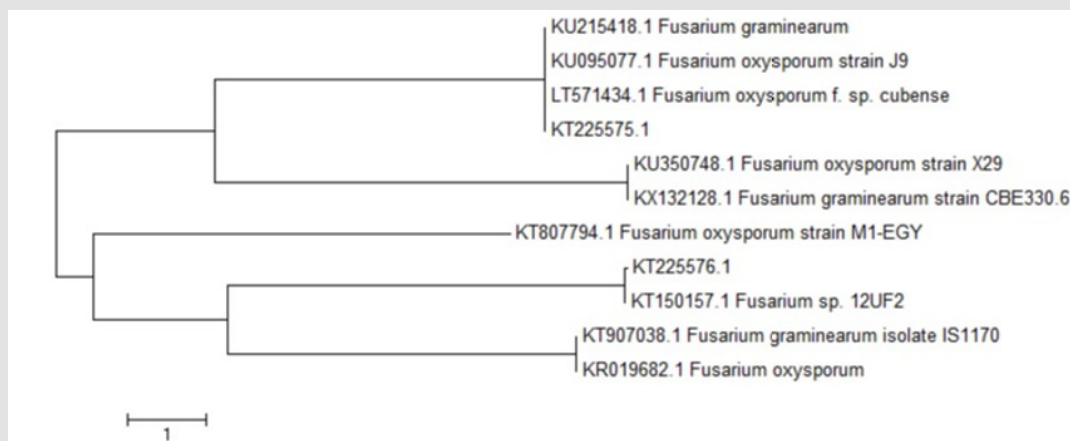 KU215418.1 Fusarium graminearum
KU095077.1 Fusarium oxysporum strain J9
LT571434.1 Fusarium oxysporum f. sp. cubense
KT225575.1
KU350748.1 Fusarium oxysporum strain X29
KX132128.1 Fusarium graminearum strain CBE330.6
KT807794.1 Fusarium oxysporum strain M1-EGY
KT225576.1
KT150157.1 Fusarium sp. 12UF2
KT907038.1 Fusarium graminearum isolate IS1170
KR019682.1 Fusarium oxysporum
1